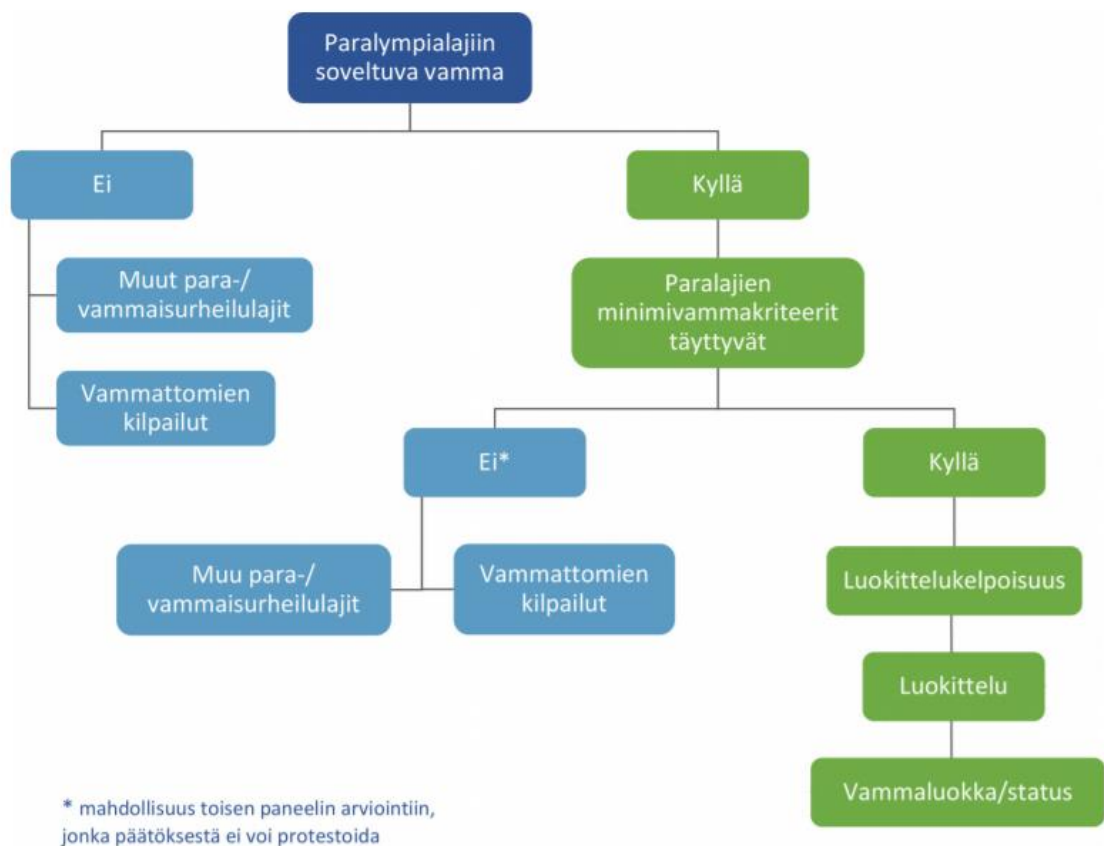 Paralympialajiin
soveltuva vamma
Ei
Kyllä
Muut para-/
vammaisurheilulajit
Vammattomien
kilpailut
Paralajien
minimivammakriteerit
täyttyvät
Ei*
Kyllä
Muu para-/
vammaisurheilulajit
Vammattomien
kilpailut
Luokittelukelpoisuus
Luokittelu
Vammaluokka/status
* mahdollisuus toisen paneelin arviointiin,
jonka päätöksestä ei voi protestoida